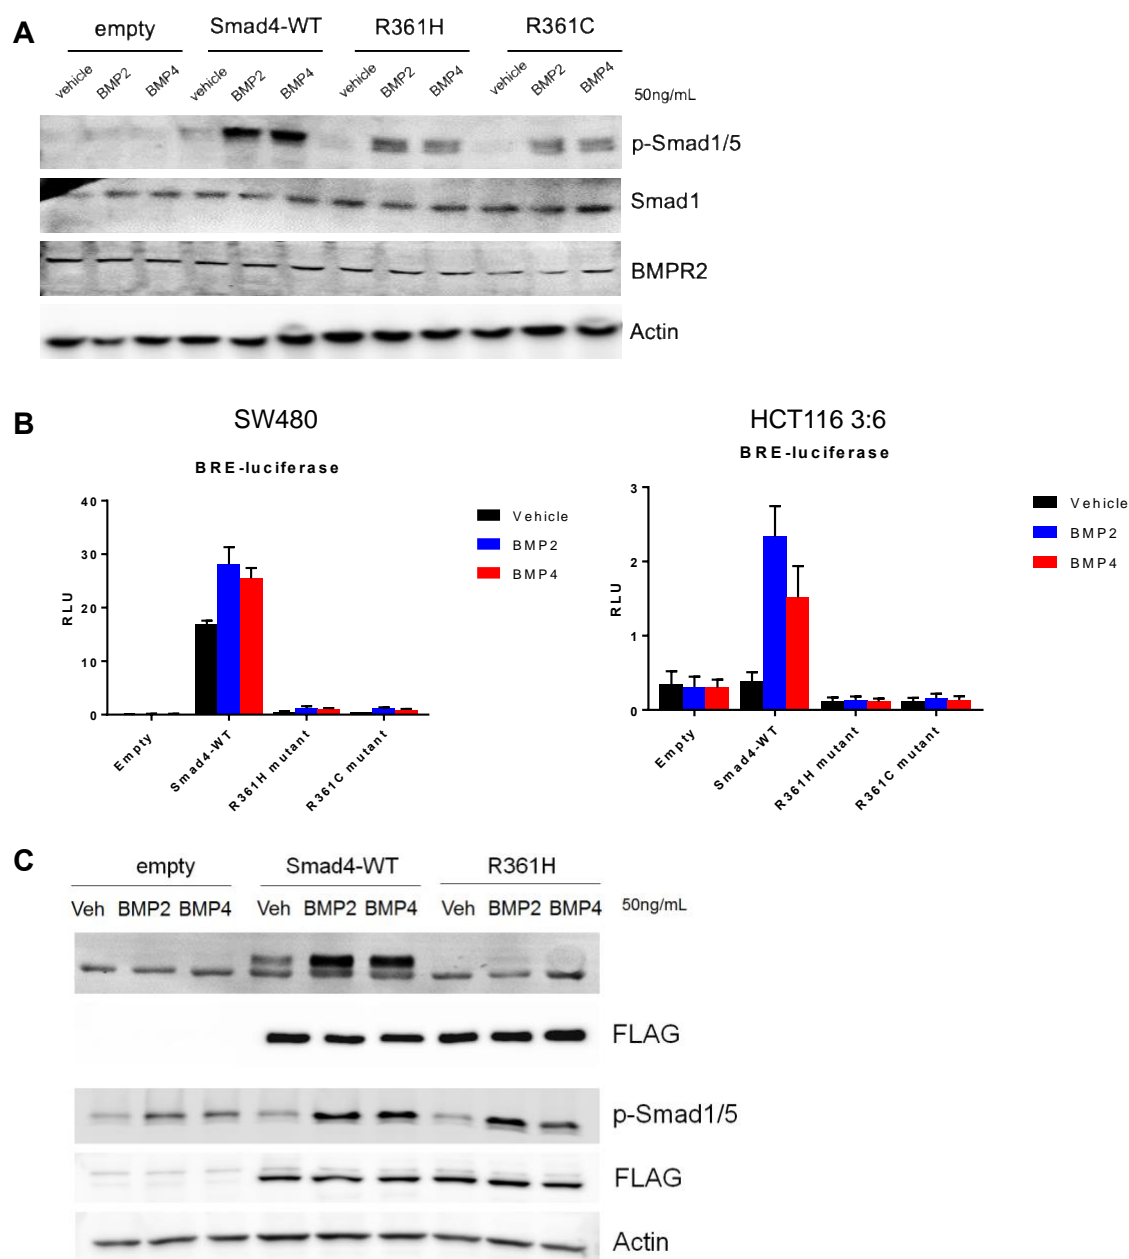 A
empty Smad4-WT R361H R361C
vehicle BMP2 BMP4 vehicle BMP2 BMP4 vehicle BMP2 BMP4 vehicle BMP2 BMP4
50ng/mL
p-Smad1/5
Smad1
BMPR2
Actin
B
SW480
BRE-luciferase
40
30
20
10
0
RLU
Empty
Smad4-WT
R361H mutant
R361C mutant
Vehicle
BMP2
BMP4
HCT116 3:6
BRE-luciferase
3
2
1
0
RLU
Empty
Smad4-WT
R361H mutant
R361C mutant
Vehicle
BMP2
BMP4
C
empty Smad4-WT R361H
Veh BMP2 BMP4 Veh BMP2 BMP4 Veh BMP2 BMP4 50ng/mL
FLAG
p-Smad1/5
FLAG
Actin